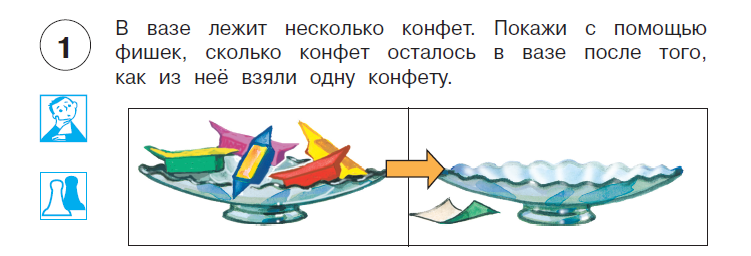 1
В вазе лежит несколько конфет. Покажи с помощью
фишек, сколько конфет осталось в вазе после того,
как из неё взяли одну конфету.